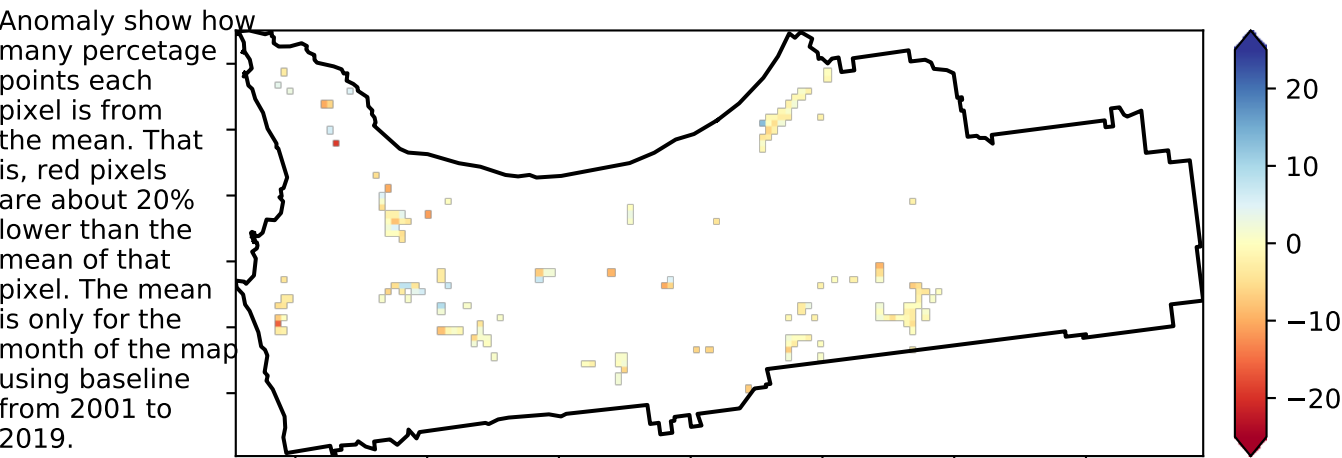 Anomaly show how
many percetage
points each
pixel is from
the mean. That
is, red pixels
are about 20%
lower than the
mean of that
pixel. The mean
is only for the
month of the map
using baseline
from 2001 to
2019.
20
10
0
−10
−20